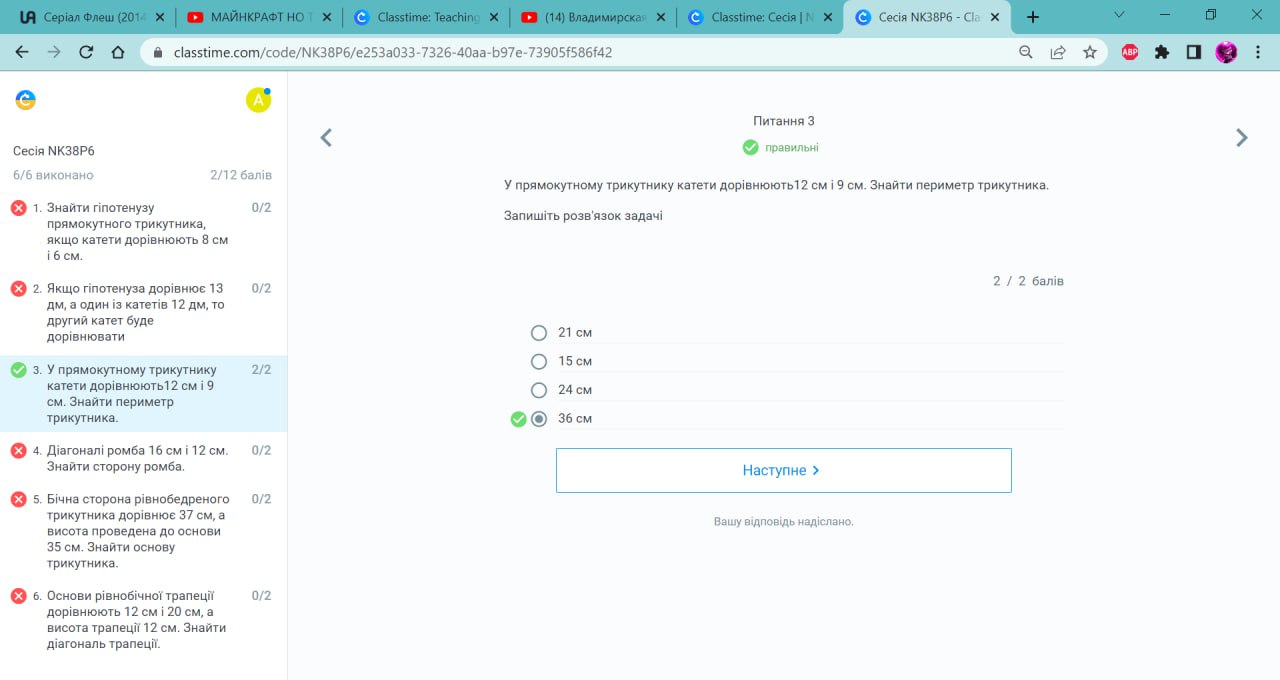 UA Серіал Флеш (2014
МАЙНКРАФТ НО Т
Classtime: Teaching
(14) Владимирская
Classtime: Сесія | N
Сесія NK38P6 - Cla
classtime.com/code/NK38P6/e253a033-7326-40aa-b97e-73905f586f42
ABP
A
Сесія NK38P6
6/6 виконано 2/12 балів
1. Знайти гіпотенузу 0/2
прямокутного трикутника,
якщо катети дорівнюють 8 см
і 6 см.
2. Якщо гіпотенуза дорівнює 13 0/2
дм, а один із катетів 12 дм, то
другий катет буде
дорівнювати
3. У прямокутному трикутнику 2/2
катети дорівнюють12 см і 9
см. Знайти периметр
трикутника.
4. Діагоналі ромба 16 см і 12 см. 0/2
Знайти сторону ромба.
5. Бічна сторона рівнобедреного 0/2
трикутника дорівнює 37 см, а
висота проведена до основи
35 см. Знайти основу
трикутника.
6. Основи рівнобічної трапеції 0/2
дорівнюють 12 см і 20 см, а
висота трапеції 12 см. Знайти
діагональ трапеції.
Питання 3
правильні
У прямокутному трикутнику катети дорівнюють12 см і 9 см. Знайти периметр трикутника.
Запишіть розв'язок задачі
2 / 2 балів
21 см
15 см
24 см
36 см
Наступне
Вашу відповідь надіслано.